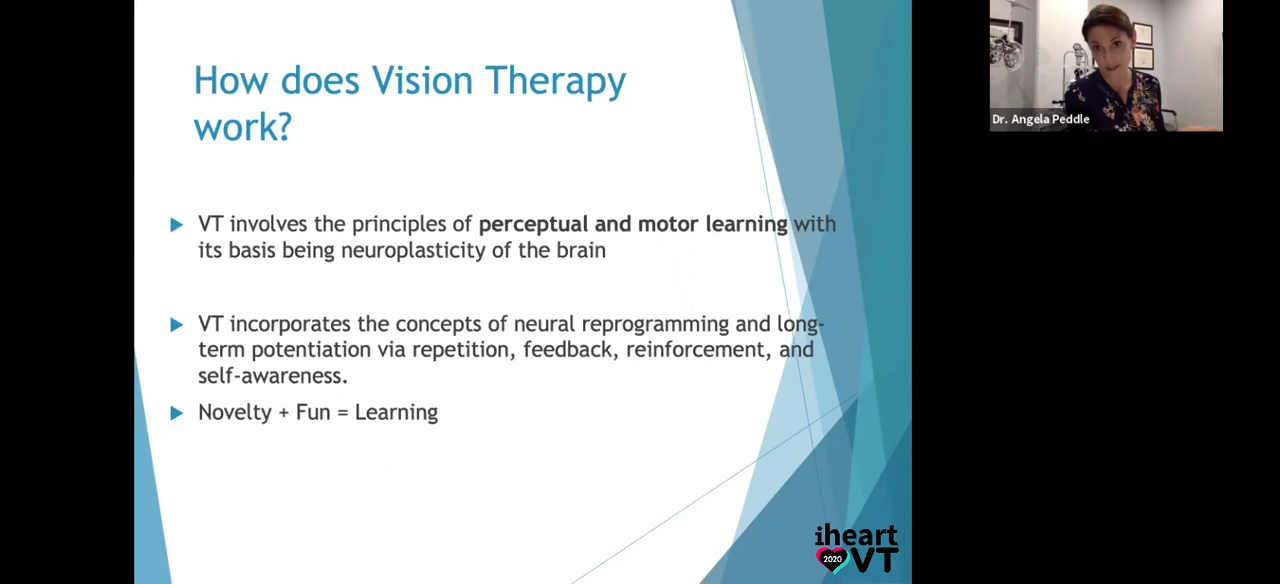 How does Vision Therapy
work?
VT involves the principles of perceptual and motor learning with
its basis being neuroplasticity of the brain
VT incorporates the concepts of neural reprogramming and long-
term potentiation via repetition, feedback, reinforcement, and
self-awareness.
Novelty + Fun = Learning
iheart
2020 VT
Dr. Angela Peddle